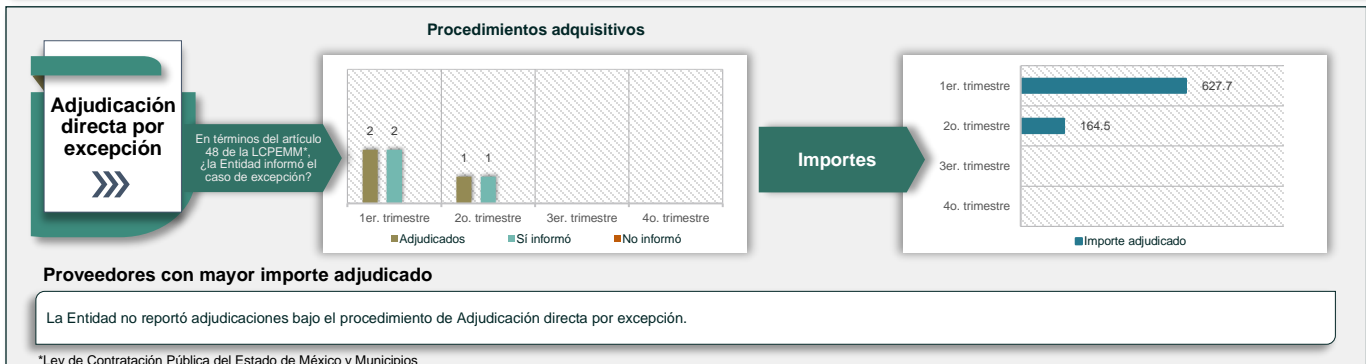 Procedimientos adquisitivos
Adjudicación
directa por
excepción
En términos del artículo
48 de la LCPEMM*,
¿la Entidad informó el
caso de excepción?
2 2
1 1
1er. trimestre 2o. trimestre 3er. trimestre 4o. trimestre
Adjudicados Sí informó No informó
Importes
1er. trimestre 627.7
2o. trimestre 164.5
3er. trimestre
4o. trimestre
Importe adjudicado
Proveedores con mayor importe adjudicado
La Entidad no reportó adjudicaciones bajo el procedimiento de Adjudicación directa por excepción.
*Ley de Contratación Pública del Estado de México y Municipios